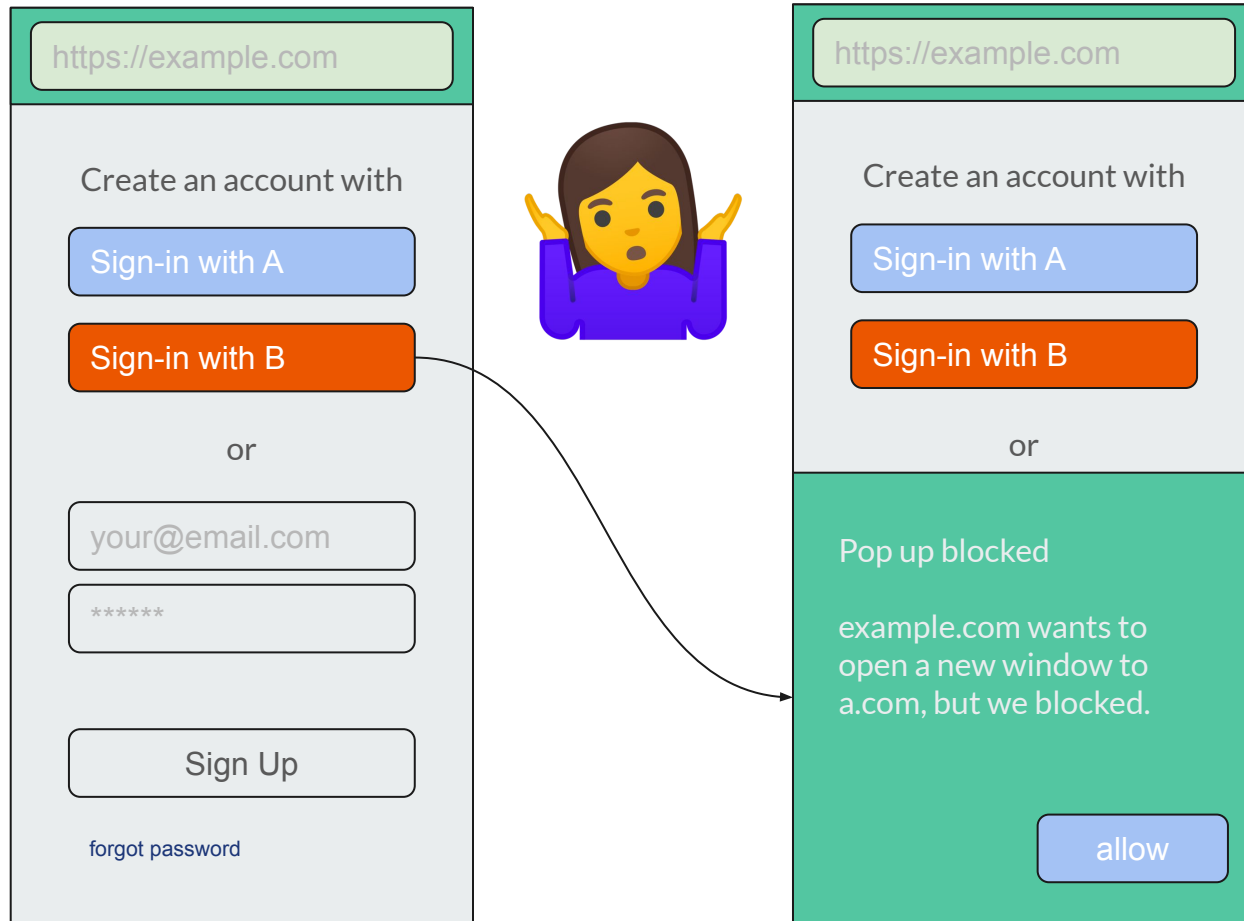 https://example.com
Create an account with
Sign-in with A
Sign-in with B
or
your@email.com
******
Sign Up
forgot password
https://example.com
Create an account with
Sign-in with A
Sign-in with B
or
Pop up blocked
example.com wants to
open a new window to
a.com, but we blocked.
allow